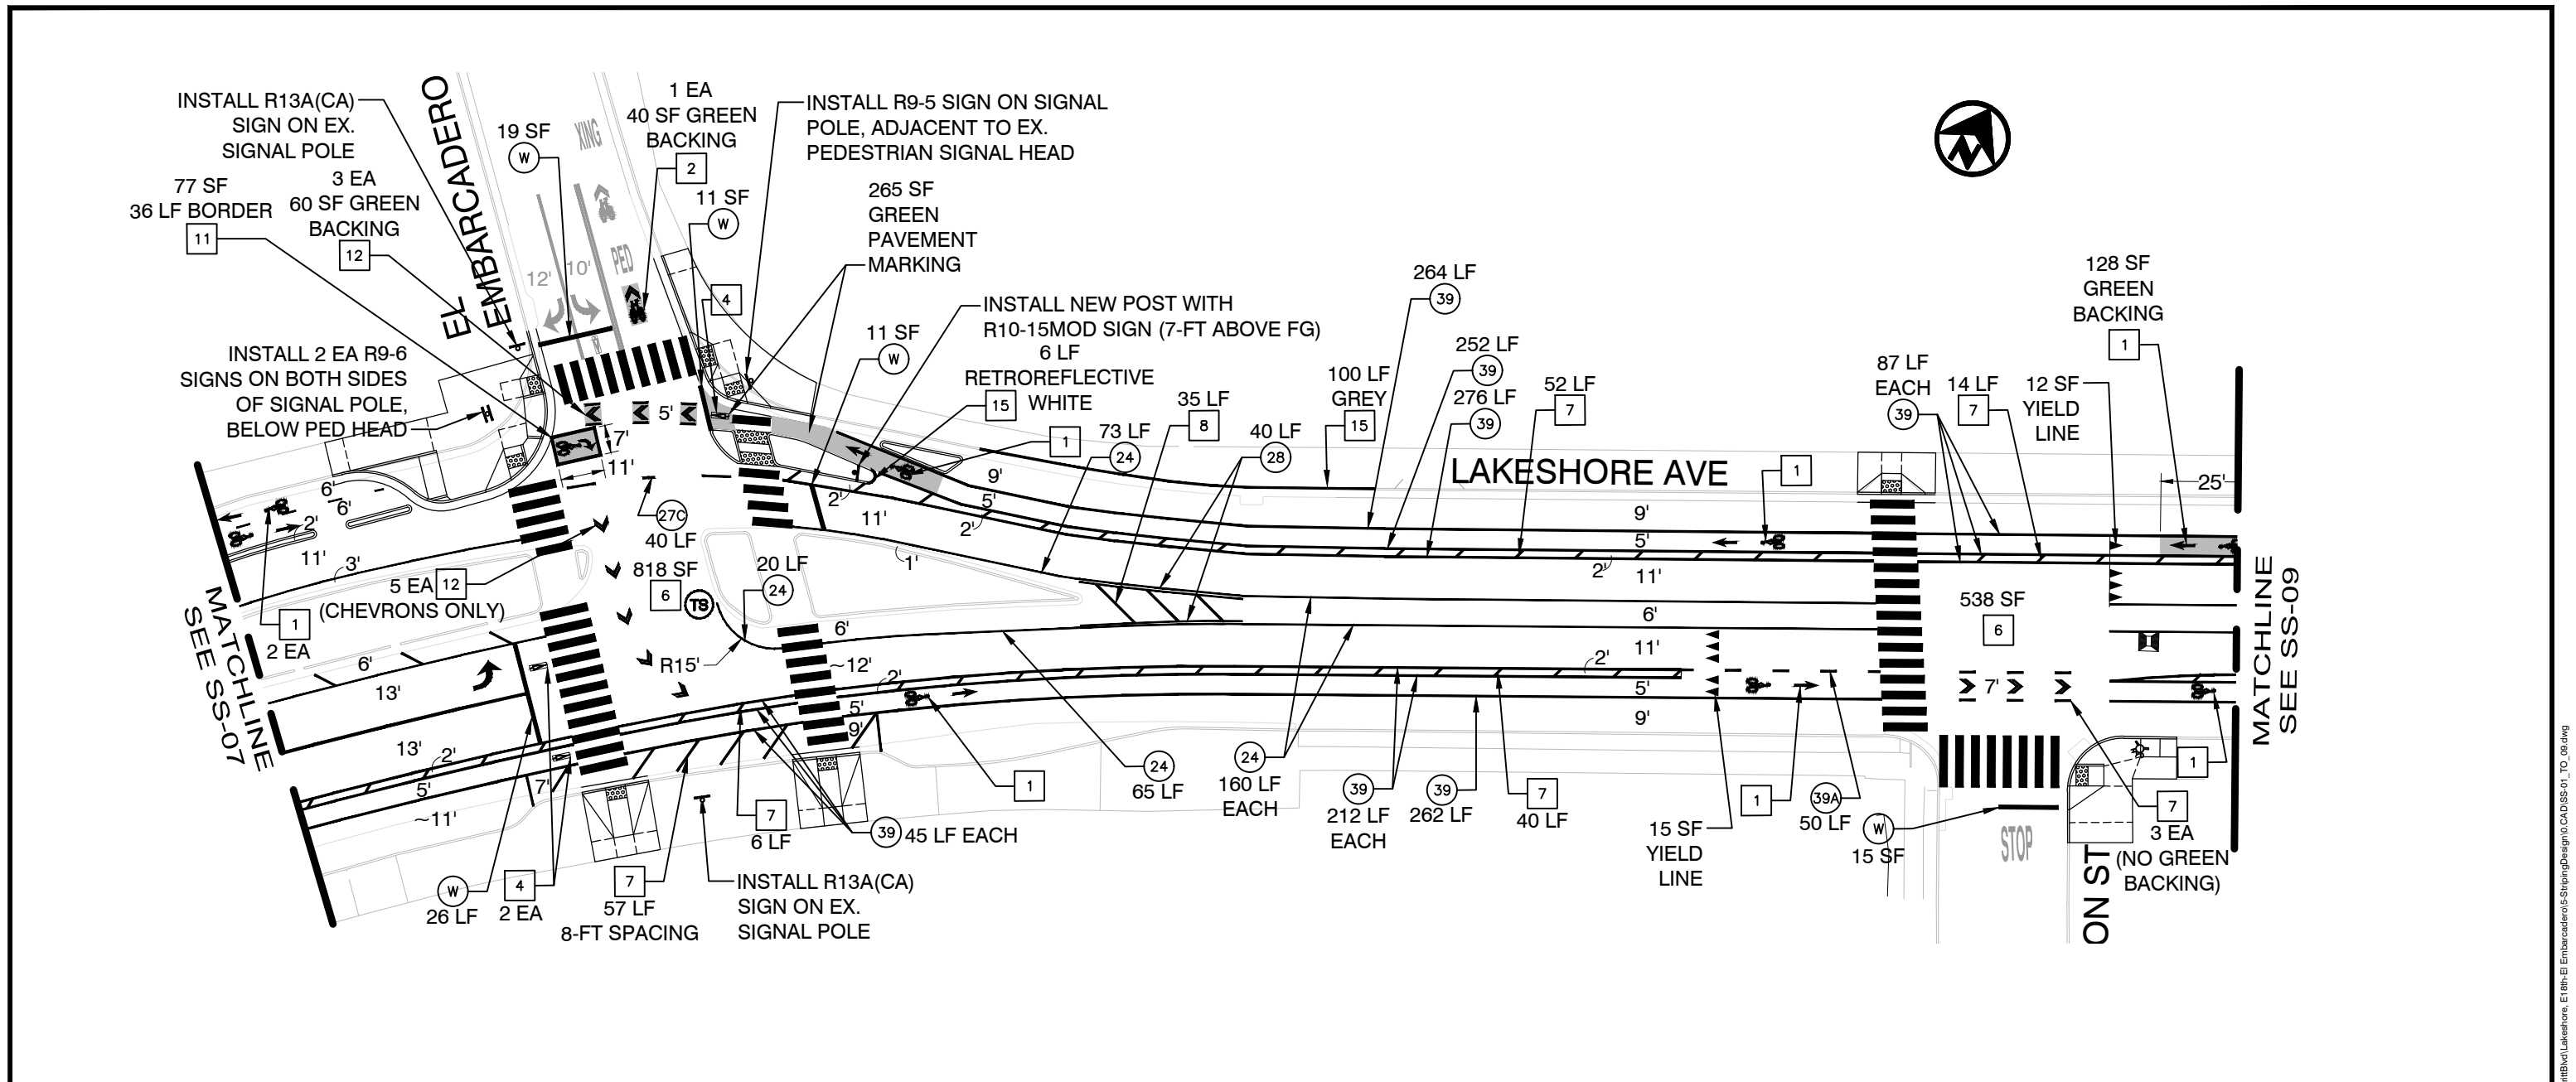 INSTALL R13A(CA)
SIGN ON EX.
SIGNAL POLE
77 SF
36 LF BORDER
11
3 EA
60 SF GREEN
BACKING
12
EL
EMBARCADERO
19 SF
W
XING
PED
12'
10'
1 EA
40 SF GREEN
BACKING
2
11 SF
W
4
INSTALL R9-5 SIGN ON SIGNAL
POLE, ADJACENT TO EX.
PEDESTRIAN SIGNAL HEAD
265 SF
GREEN
PAVEMENT
MARKING
INSTALL NEW POST WITH
R10-15MOD SIGN (7-FT ABOVE FG)
11 SF
W
6 LF
RETROREFLECTIVE
WHITE
15
1
INSTALL 2 EA R9-6
SIGNS ON BOTH SIDES
OF SIGNAL POLE,
BELOW PED HEAD
5'
7'
11'
35 LF
8
73 LF
24
40 LF
28
100 LF
GREY
15
264 LF
39
252 LF
39
276 LF
39
52 LF
7
LAKESHORE AVE
1
87 LF
EACH
39
14 LF
7
12 SF
YIELD
LINE
128 SF
GREEN
BACKING
1
25'
6'
6'
2'
11'
3'
27C
40 LF
2'
11'
9'
5'
2'
1'
9'
5'
2'
11'
6'
11'
2'
5'
9'
MATCHLINE
SEE SS-07
1
2 EA
5 EA
12
(CHEVRONS ONLY)
818 SF
6
TS
20 LF
24
R15'
6'
~12'
2'
5'
9'
6'
13'
13'
2'
5'
~11'
7'
538 SF
6
7'
MATCHLINE
SEE SS-09
W
26 LF
4
2 EA
7
57 LF
8-FT SPACING
7
6 LF
39
45 LF EACH
INSTALL R13A(CA)
SIGN ON EX.
SIGNAL POLE
1
24
65 LF
24
160 LF
EACH
39
212 LF
EACH
39
262 LF
7
40 LF
15 SF
YIELD
LINE
1
39A
50 LF
W
15 SF
STOP
ON ST
7
3 EA
(NO GREEN
BACKING)
1
rittBlvd\Lakeshore, E18th-El Embarcadero\5-StripingDesign\0.CAD\SS-01_TO_09.dwg